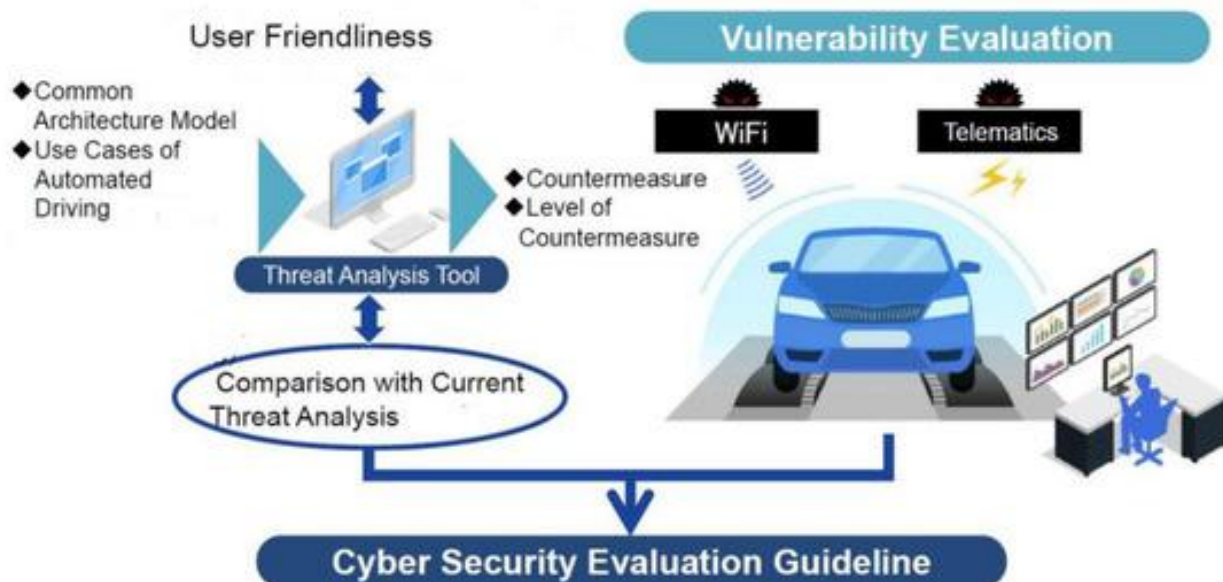 User Friendliness
◆Common
Architecture Model
◆Use Cases of
Automated
Driving
Threat Analysis Tool
◆Countermeasure
◆Level of
Countermeasure
Comparison with Current
Threat Analysis
Vulnerability Evaluation
WiFi
Telematics
Cyber Security Evaluation Guideline